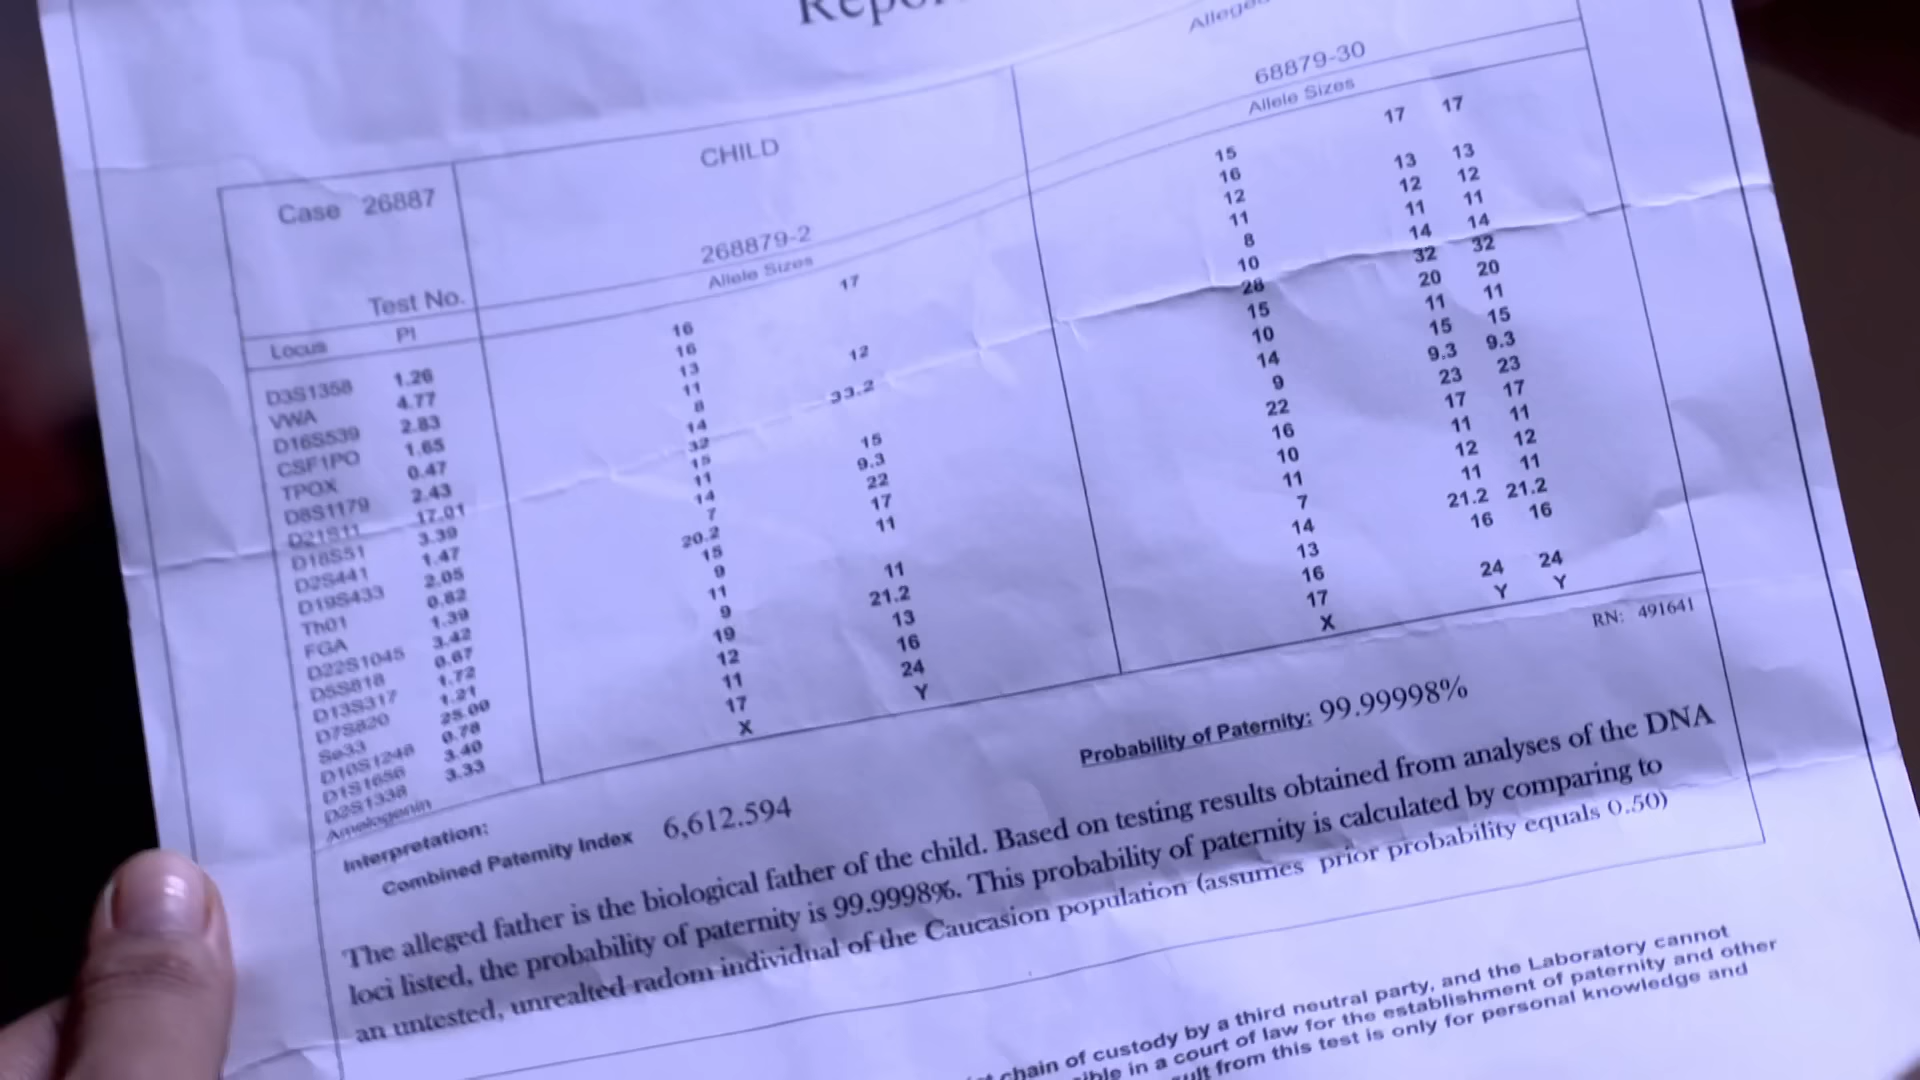 Repor
Alleged
Case 26887
CHILD
268879-2
Allele Sizes
68879-30
Allele Sizes
Test No.
Locus PI
D3S1358 1.26
VWA 4.77
D16S539 2.83
CSF1PO 1.65
TPOX 0.47
D8S1179 2.43
D21S11 17.01
D18S51 3.39
D2S441 1.47
D19S433 2.05
Th01 0.82
FGA 1.39
D22S1045 3.42
D5S818 0.67
D13S317 1.72
D7S820 1.21
Se33 25.00
D10S1248 0.78
D1S1656 3.40
D2S1338 3.33
Amelogenin
16 17
16
13
11 12
8
14 33.2
32
15 15
11 9.3
14 22
7 17
20.2 11
15
9 11
11 21.2
9 13
19 16
12 24
11 Y
17
X
15 17 17
16 13 13
12 12 12
11 11 11
8 14 14
10 32 32
28 20 20
15 11 11
10 15 15
14 9.3 9.3
9 23 23
22 17 17
16 11 11
10 12 12
11 11 11
7 21.2 21.2
14 16 16
13
16 24 24
17 Y Y
X
RN: 491641
Interpretation:
Combined Paternity Index 6,612.594
Probability of Paternity: 99.99998%
The alleged father is the biological father of the child. Based on testing results obtained from analyses of the DNA
loci listed, the probability of paternity is 99.9998%. This probability of paternity is calculated by comparing to
an untested, unrealted radom individual of the Caucasion population (assumes prior probability equals 0.50)
chain of custody by a third neutral party, and the Laboratory cannot
ible in a court of law for the establishment of paternity and other
ult from this test is only for personal knowledge and